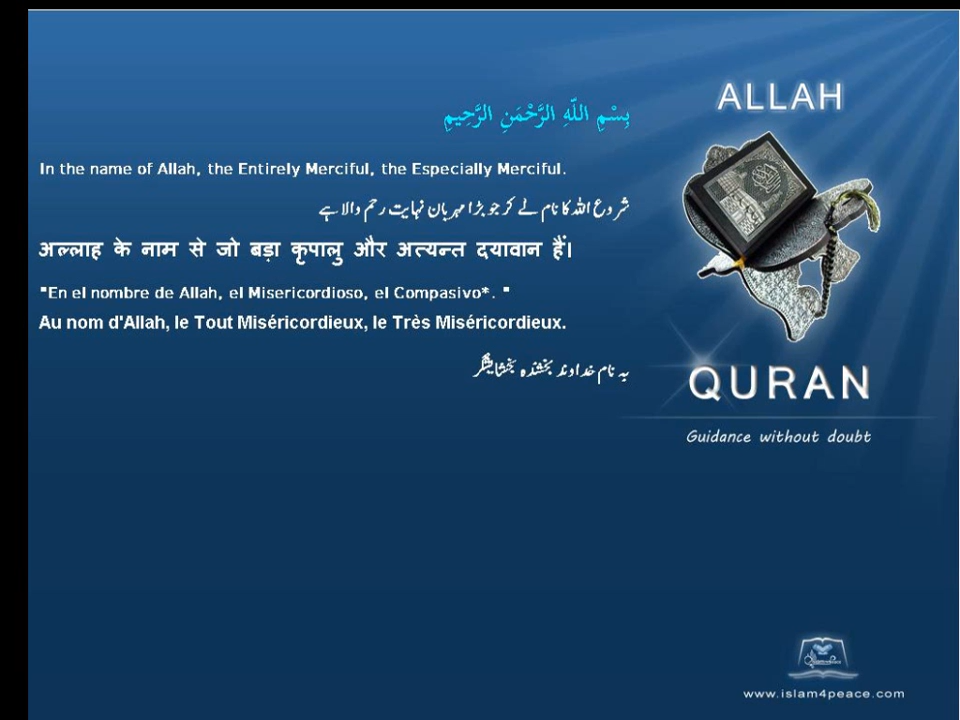 بِسْمِ اللّهِ الرَّحْمَنِ الرَّحِيمِ
In the name of Allah, the Entirely Merciful, the Especially Merciful.
شروع الله کا نام لے کر جو بڑا مہربان نہایت رحم والا ہے
अल्लाह के नाम से जो बड़ा कृपालु और अत्यन्त दयावान हैं।
"En el nombre de Allah, el Misericordioso, el Compasivo*. "
Au nom d'Allah, le Tout Miséricordieux, le Très Miséricordieux.
به نام خداوند بخشنده بخشایشگر
ALLAH
QURAN
Guidance without doubt
www.islam4peace.com